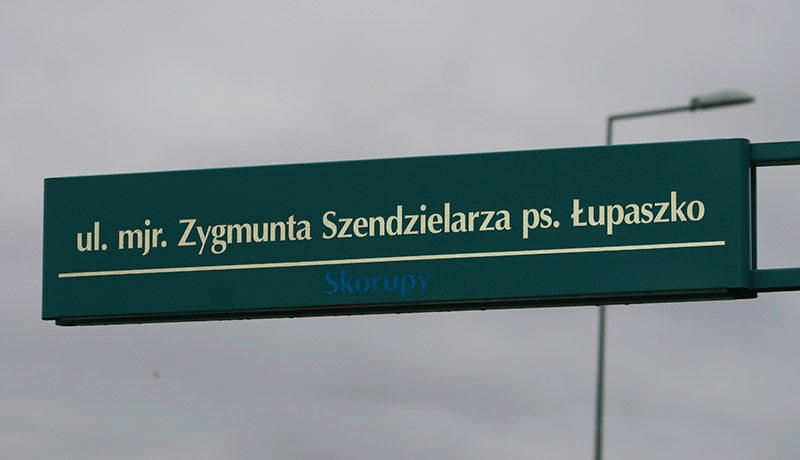 ul. mjr. Zygmunta Szendzielarza ps. Łupaszko
Skorupy